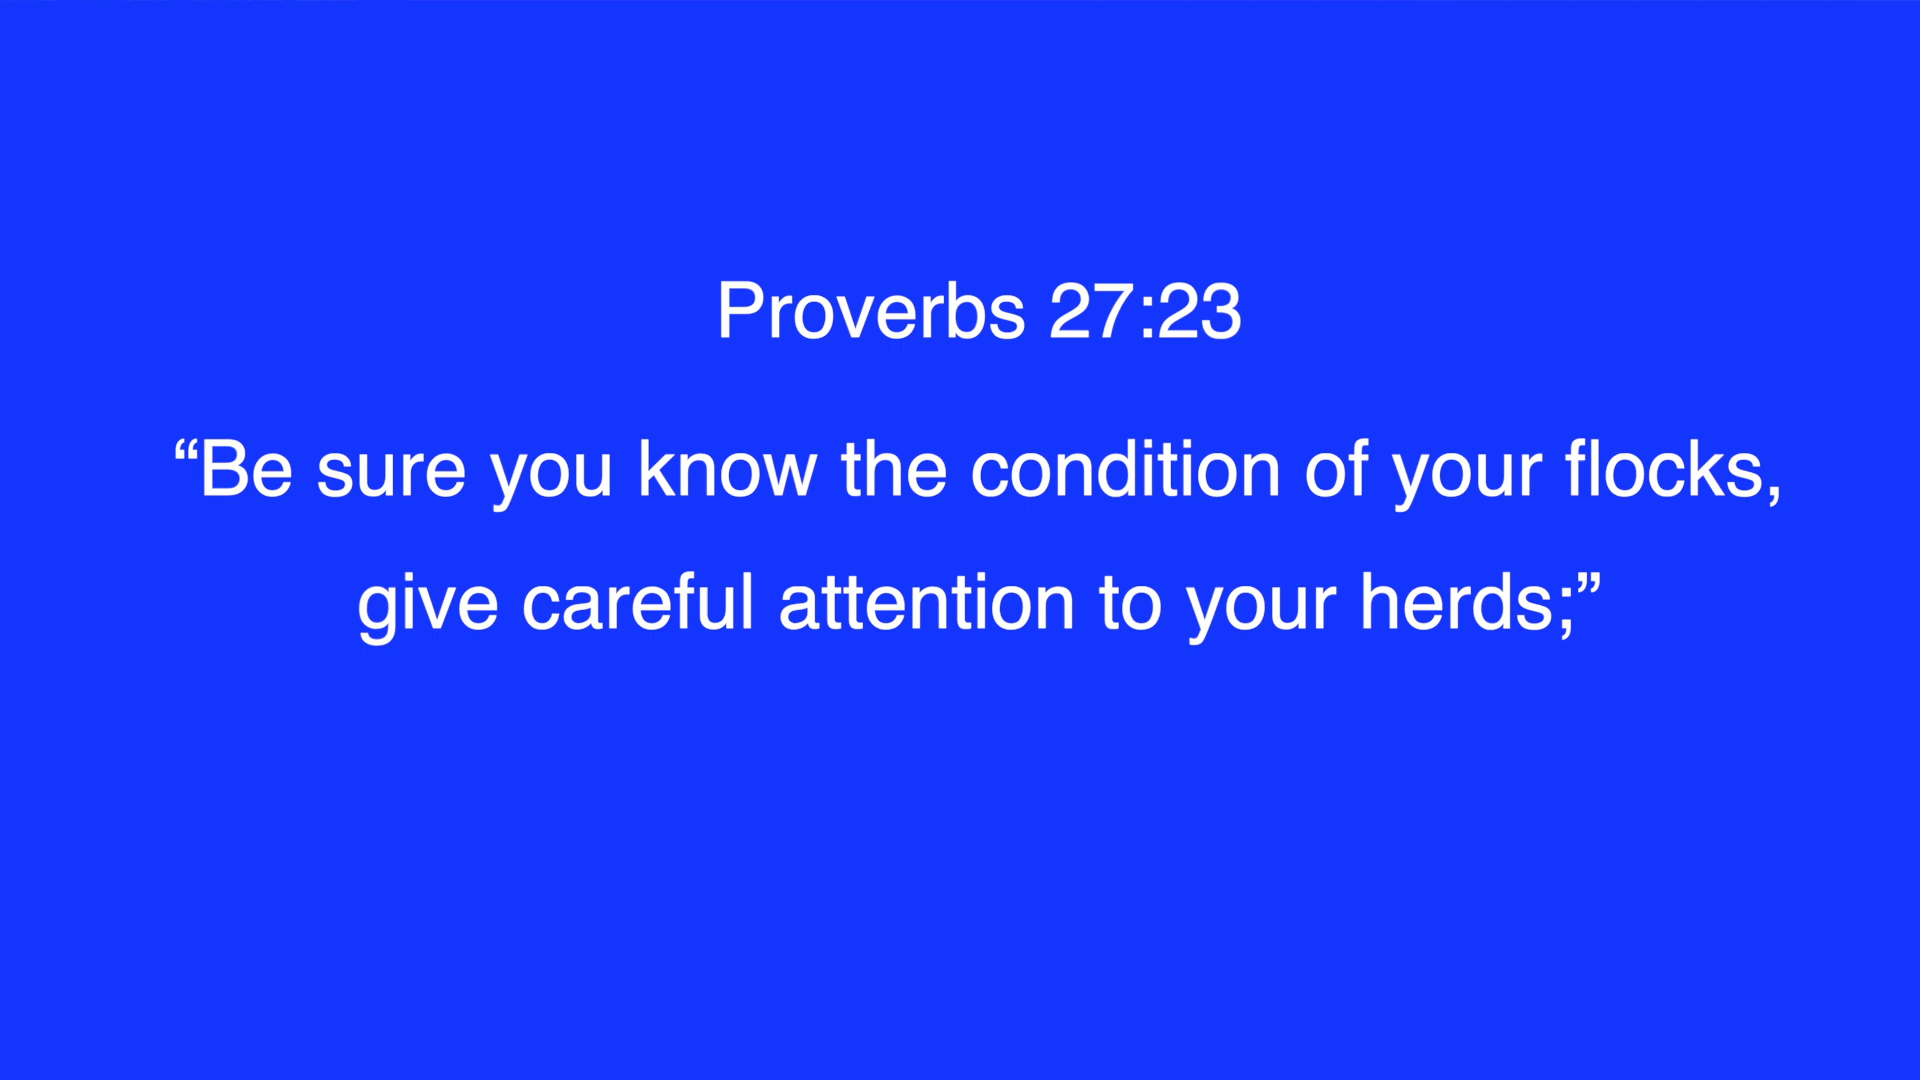 Proverbs 27:23
“Be sure you know the condition of your flocks,
give careful attention to your herds;”